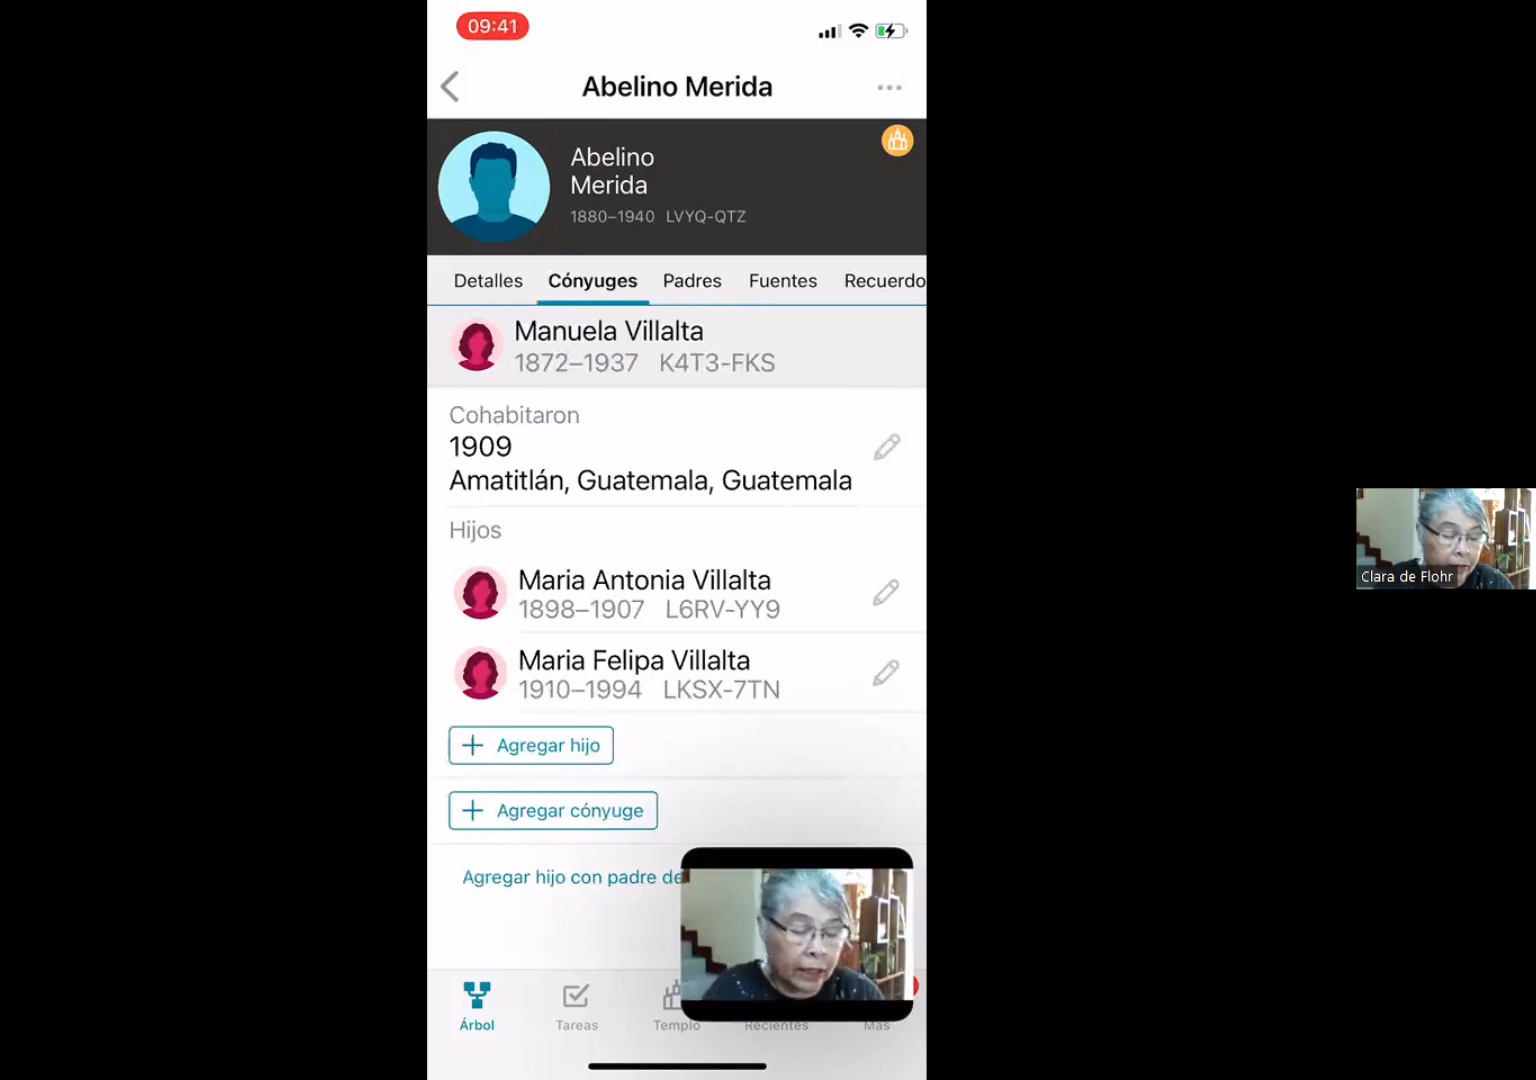 09:41
Abelino Merida
Abelino
Merida
1880–1940 LVYQ-QTZ
Detalles Cónyuges Padres Fuentes Recuerdo
Manuela Villalta
1872–1937 K4T3-FKS
Cohabitaron
1909
Amatitlán, Guatemala, Guatemala
Hijos
Maria Antonia Villalta
1898–1907 L6RV-YY9
Maria Felipa Villalta
1910–1994 LKSX-7TN
+ Agregar hijo
+ Agregar cónyuge
Agregar hijo con padre de
Árbol Tareas Templo Recientes Más
Clara de Flohr